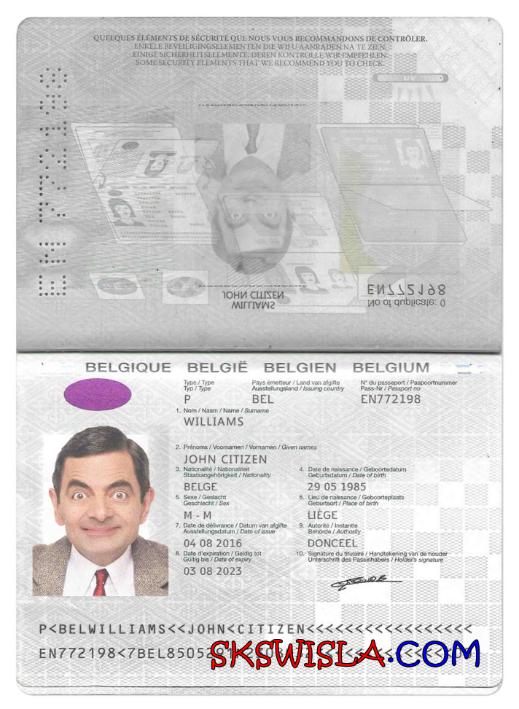 QUELQUES ÉLÉMENTS DE SÉCURITÉ QUE NOUS VOUS RECOMMANDONS DE CONTRÔLER.
ENKELE BEVEILIGINGSELEMENTEN DIE WIJ U AANRADEN NA TE ZIEN.
EINIGE SICHERHEITSELEMENTE, DEREN KONTROLLE WIR EMPFEHLEN.
SOME SECURITY ELEMENTS THAT WE RECOMMEND YOU TO CHECK.
UV
No of duplicate: 0
EN772198
JOHN CITIZEN
WILLIAMS
BELGIQUE BELGIË BELGIEN BELGIUM
Type / Type Pays émetteur / Land van afgifte N° du passeport / Paspoortnummer
Typ / Type Ausstellungsland / Issuing country Pass-Nr / Passport no
P BEL EN772198
1. Nom / Naam / Name / Surname
WILLIAMS
2. Prénoms / Voornamen / Vornamen / Given names
JOHN CITIZEN
3. Nationalité / Nationaliteit 4. Date de naissance / Geboortedatum
Staatsangehörigkeit / Nationality Geburtsdatum / Date of birth
BELGE 29 05 1985
5. Sexe / Geslacht 6. Lieu de naissance / Geboorteplaats
Geschlecht / Sex Geburtsort / Place of birth
M - M LIÈGE
7. Date de délivrance / Datum van afgifte 9. Autorité / Instantie
Ausstellungsdatum / Date of issue Behörde / Authority
04 08 2016 DONCEEL
8. Date d'expiration / Geldig tot 10. Signature du titulaire / Handtekening van de houder
Gültig bis / Date of expiry Unterschrift des Passinhabers / Holder's signature
03 08 2023
P<BELWILLIAMS<<JOHN<CITIZEN<<<<<<<<<<<<<<<<<
EN772198<7BEL850529
SKSWISLA.COM